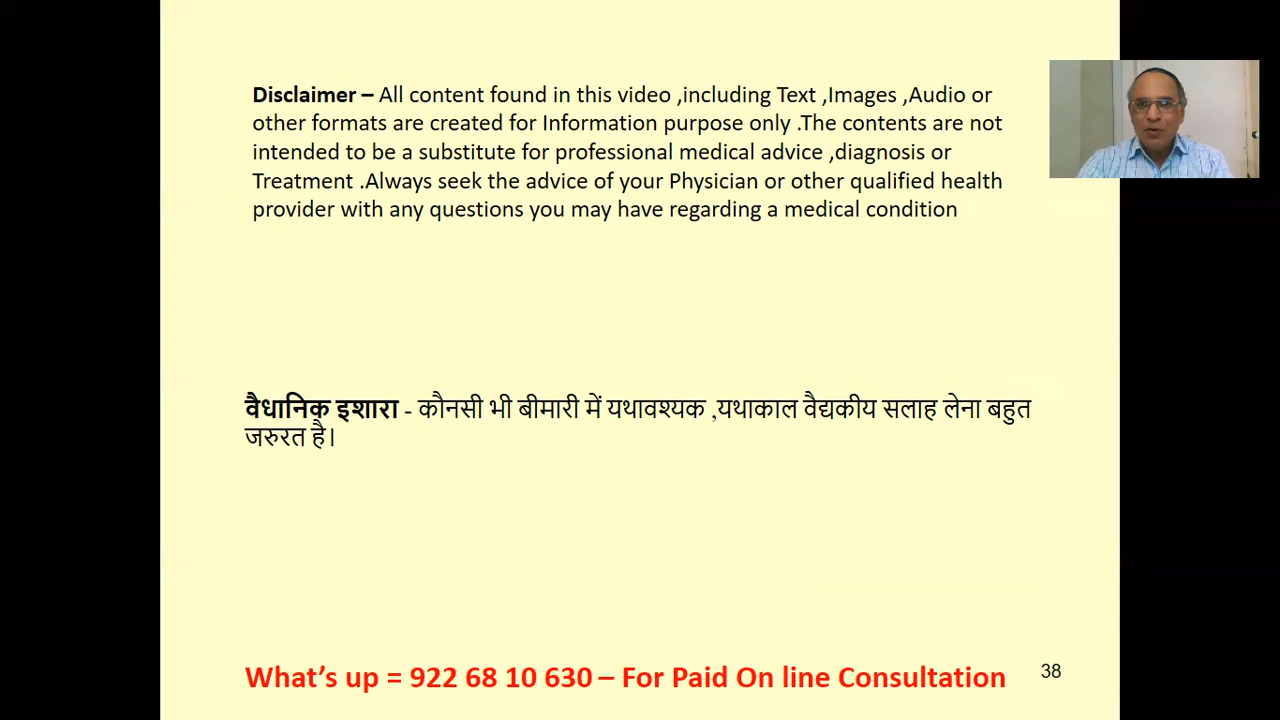 Disclaimer – All content found in this video ,including Text ,Images ,Audio or
other formats are created for Information purpose only .The contents are not
intended to be a substitute for professional medical advice ,diagnosis or
Treatment .Always seek the advice of your Physician or other qualified health
provider with any questions you may have regarding a medical condition
वैधानिक इशारा - कौनसी भी बीमारी में यथावश्यक ,यथाकाल वैद्यकीय सलाह लेना बहुत
जरुरत है।
What’s up = 922 68 10 630 – For Paid On line Consultation
38